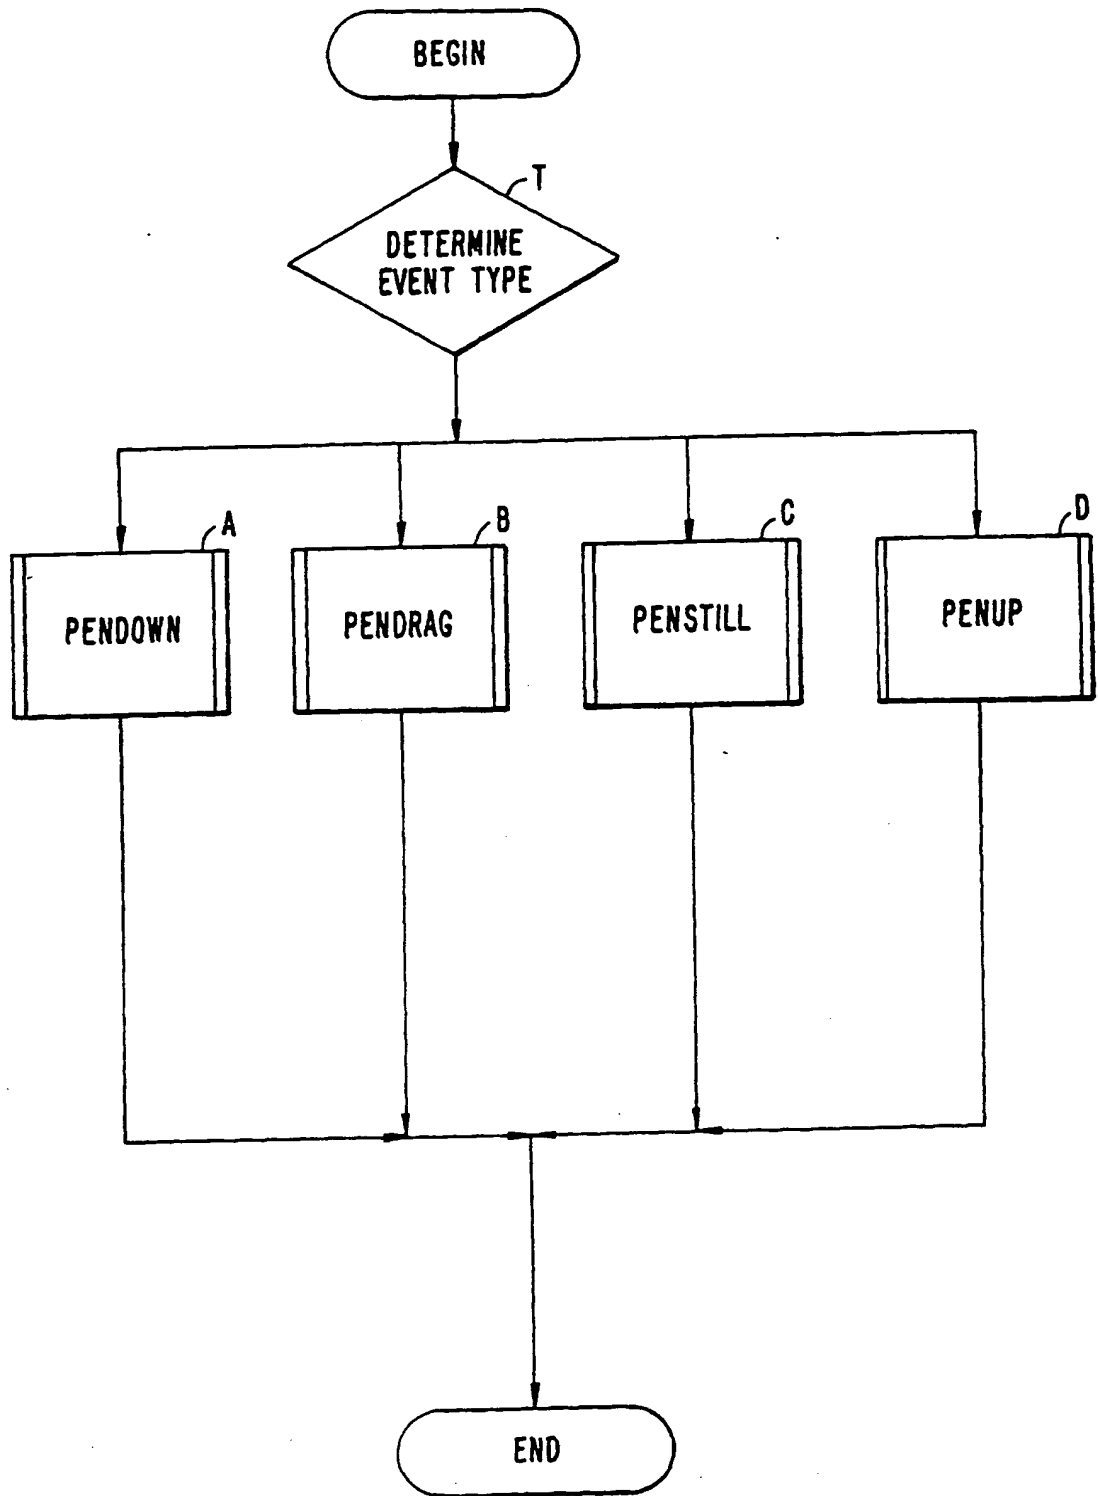 BEGIN
T
DETERMINE
EVENT TYPE
A
B
C
D
PENDOWN
PENDRAG
PENSTILL
PENUP
END